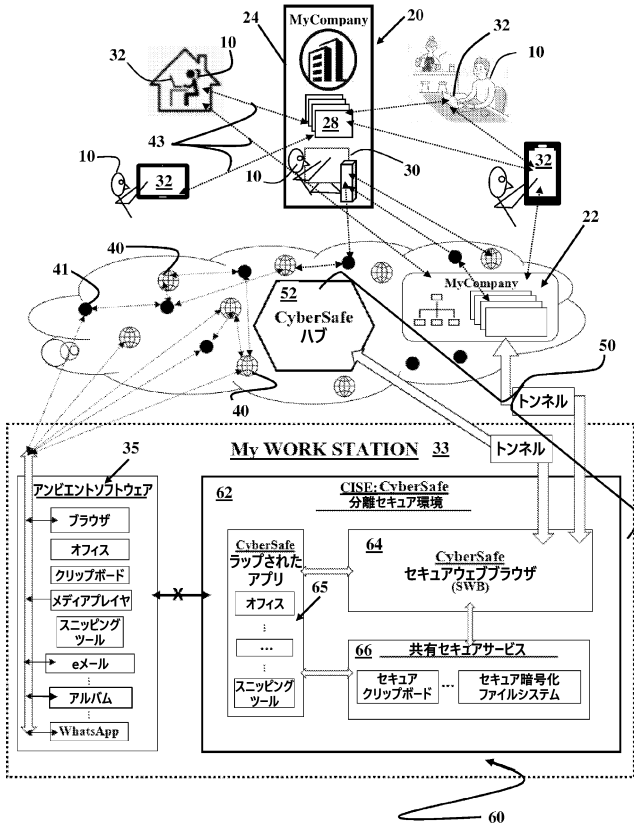 24
MyCompany
20
32
10
32
10
28
43
10
32
10
30
32
40
41
22
52
MyCompany
CyberSafe
ハブ
50
40
トンネル
My WORK STATION 33
トンネル
35
アンビエントソフトウェア
ブラウザ
オフィス
クリップボード
メディアプレイヤ
スニッピング
ツール
eメール
アルバム
WhatsApp
X
62
CISE: CyberSafe
分離セキュア環境
CyberSafe
ラップされた
アプリ
オフィス
…
スニッピング
ツール
65
64
CyberSafe
セキュアウェブブラウザ
(SWB)
66
共有セキュアサービス
セキュア
クリップボード
…
セキュア暗号化
ファイルシステム
60